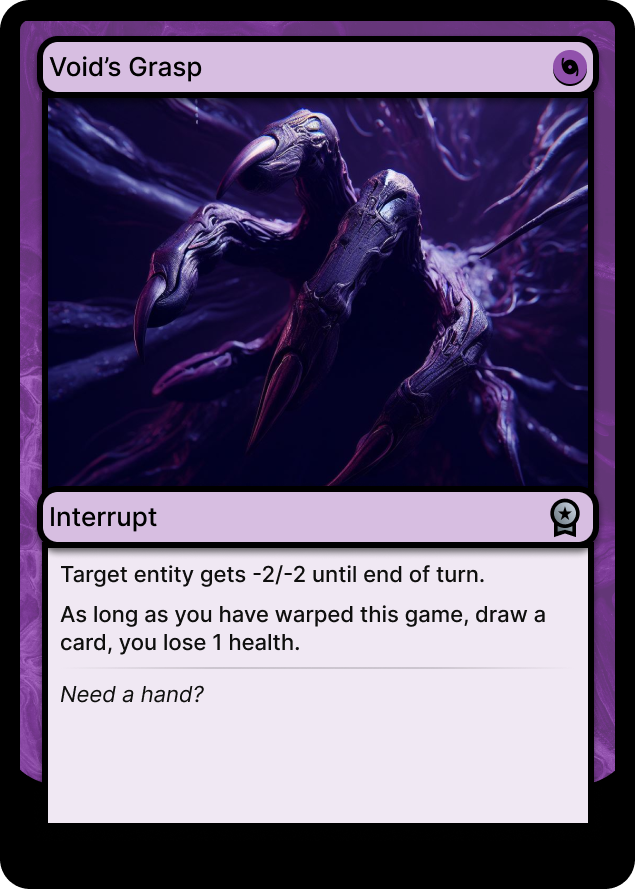 Void’s Grasp
Interrupt
Target entity gets -2/-2 until end of turn.
As long as you have warped this game, draw a
card, you lose 1 health.
Need a hand?